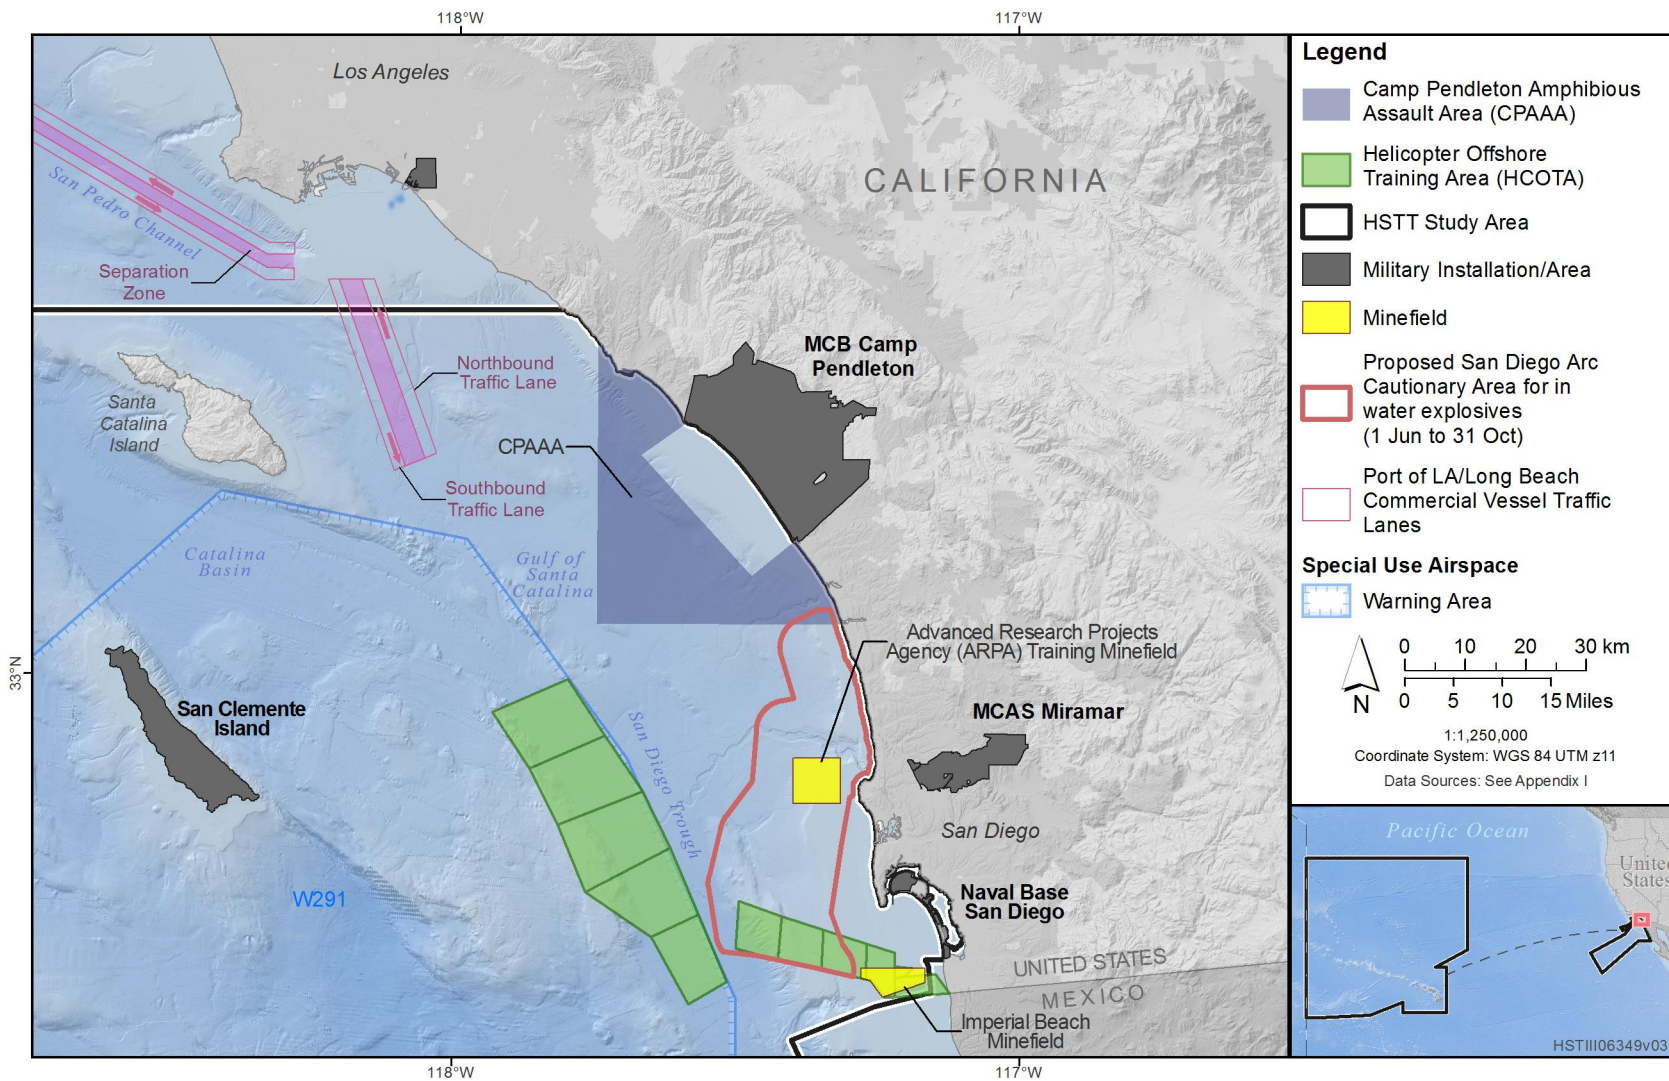 118°W
117°W
Los Angeles
CALIFORNIA
San Pedro Channel
Separation
Zone
MCB Camp
Pendleton
Northbound
Traffic Lane
Santa
Catalina
Island
CPAAA
Southbound
Traffic Lane
Catalina
Basin
Gulf of
Santa
Catalina
Advanced Research Projects
Agency (ARPA) Training Minefield
33°N
San Clemente
Island
San Diego Trough
MCAS Miramar
San Diego
W291
Naval Base
San Diego
UNITED STATES
MEXICO
Imperial Beach
Minefield
118°W
117°W
Legend
Camp Pendleton Amphibious
Assault Area (CPAAA)
Helicopter Offshore
Training Area (HCOTA)
HSTT Study Area
Military Installation/Area
Minefield
Proposed San Diego Arc
Cautionary Area for in
water explosives
(1 Jun to 31 Oct)
Port of LA/Long Beach
Commercial Vessel Traffic
Lanes
Special Use Airspace
Warning Area
N
0 10 20 30 km
0 5 10 15 Miles
1:1,250,000
Coordinate System: WGS 84 UTM z11
Data Sources: See Appendix I
Pacific Ocean
United
States
HSTIII06349v03